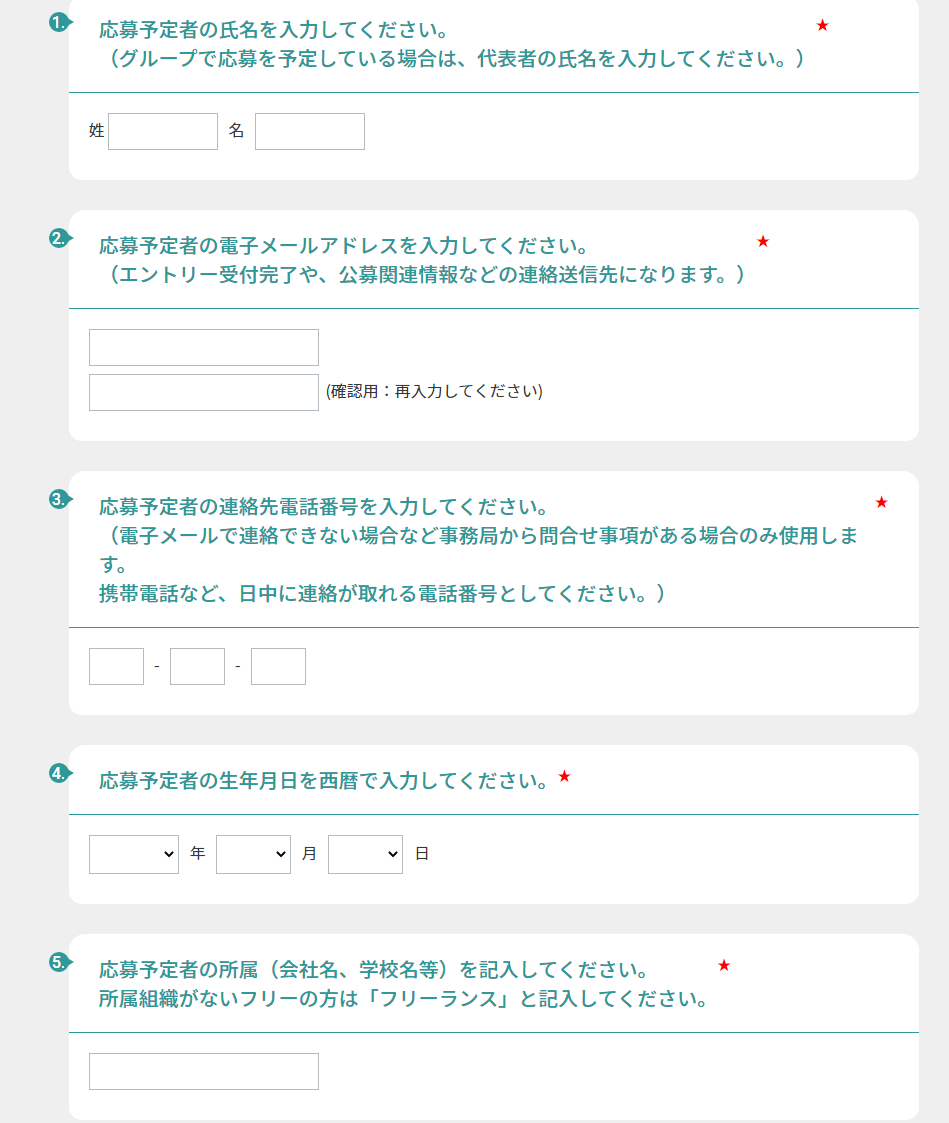 1. 応募予定者の氏名を入力してください。 ★
（グループで応募を予定している場合は、代表者の氏名を入力してください。）
姓 名
2. 応募予定者の電子メールアドレスを入力してください。 ★
（エントリー受付完了や、公募関連情報などの連絡送信先になります。）
(確認用：再入力してください)
3. 応募予定者の連絡先電話番号を入力してください。 ★
（電子メールで連絡できない場合など事務局から問合せ事項がある場合のみ使用しま
す。
携帯電話など、日中に連絡が取れる電話番号としてください。）
- -
4. 応募予定者の生年月日を西暦で入力してください。★
年 月 日
5. 応募予定者の所属（会社名、学校名等）を記入してください。 ★
所属組織がないフリーの方は「フリーランス」と記入してください。